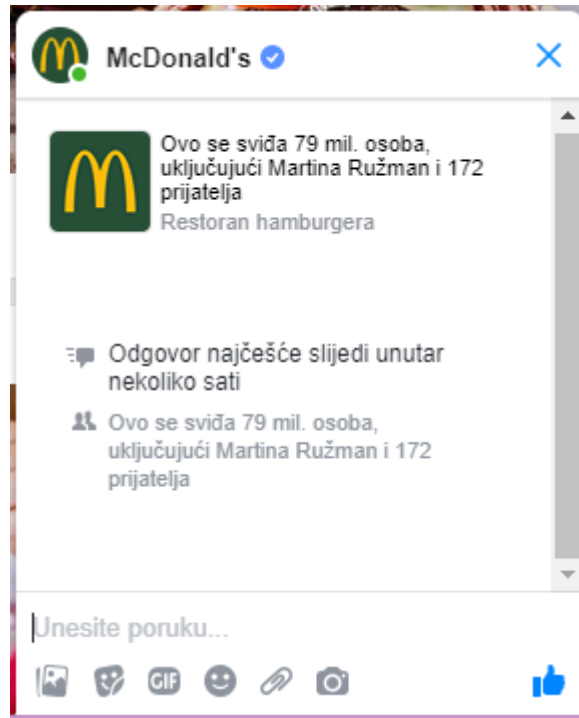 McDonald's
Ovo se sviđa 79 mil. osoba,
uključujući Martina Ružman i 172
prijatelja
Restoran hamburgera
Odgovor najčešće slijedi unutar
nekoliko sati
Ovo se sviđa 79 mil. osoba,
uključujući Martina Ružman i 172
prijatelja
Unesite poruku...
GIF